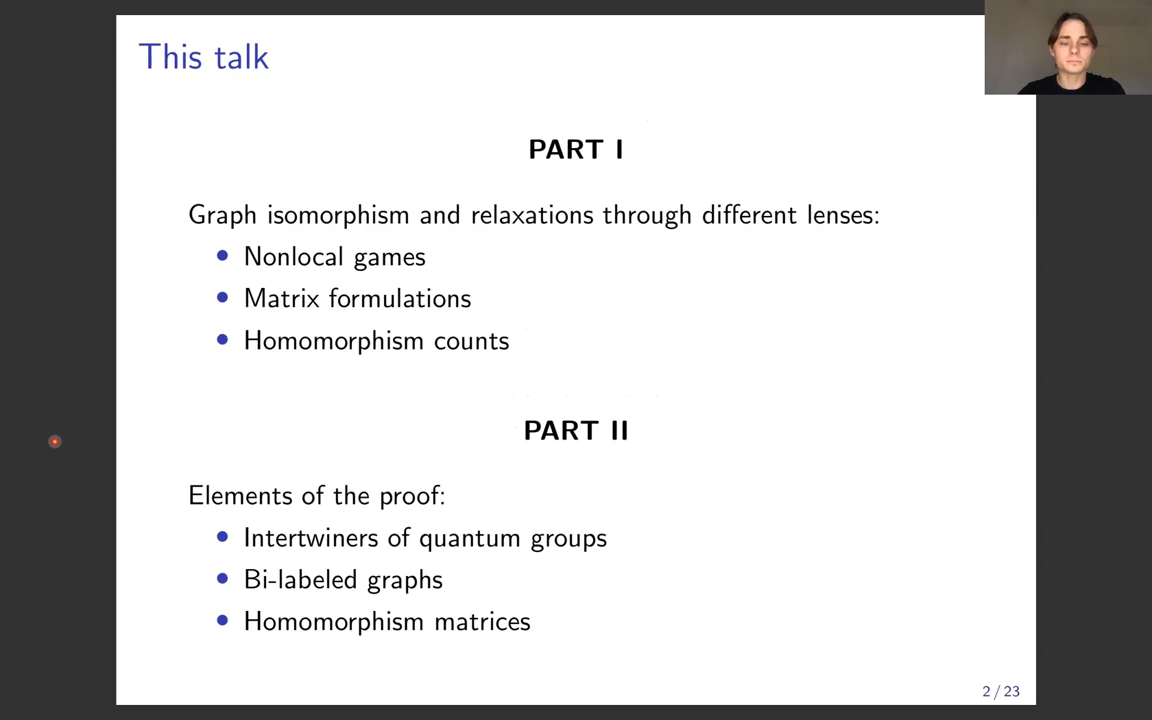 This talk
PART I
Graph isomorphism and relaxations through different lenses:
• Nonlocal games
• Matrix formulations
• Homomorphism counts
PART II
Elements of the proof:
• Intertwiners of quantum groups
• Bi-labeled graphs
• Homomorphism matrices
2 / 23